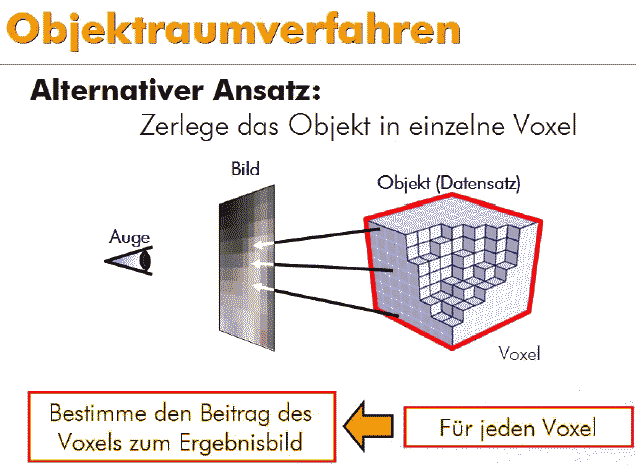 Objektraumverfahren
Alternativer Ansatz:
Zerlege das Objekt in einzelne Voxel
Bild
Objekt (Datensatz)
Auge
Voxel
Bestimme den Beitrag des
Voxels zum Ergebnisbild
Für jeden Voxel